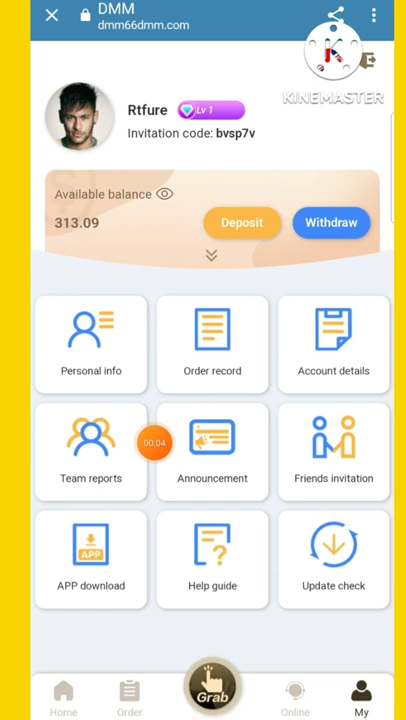 DMM
dmm66dmm.com
K
KINEMASTER
Rtfure
Lv 1
Invitation code: bvsp7v
Available balance
313.09
Deposit
Withdraw
Personal info
Order record
Account details
00:04
Team reports
Announcement
Friends invitation
APP
APP download
?
Help guide
Update check
Grab
Home
Order
Online
My